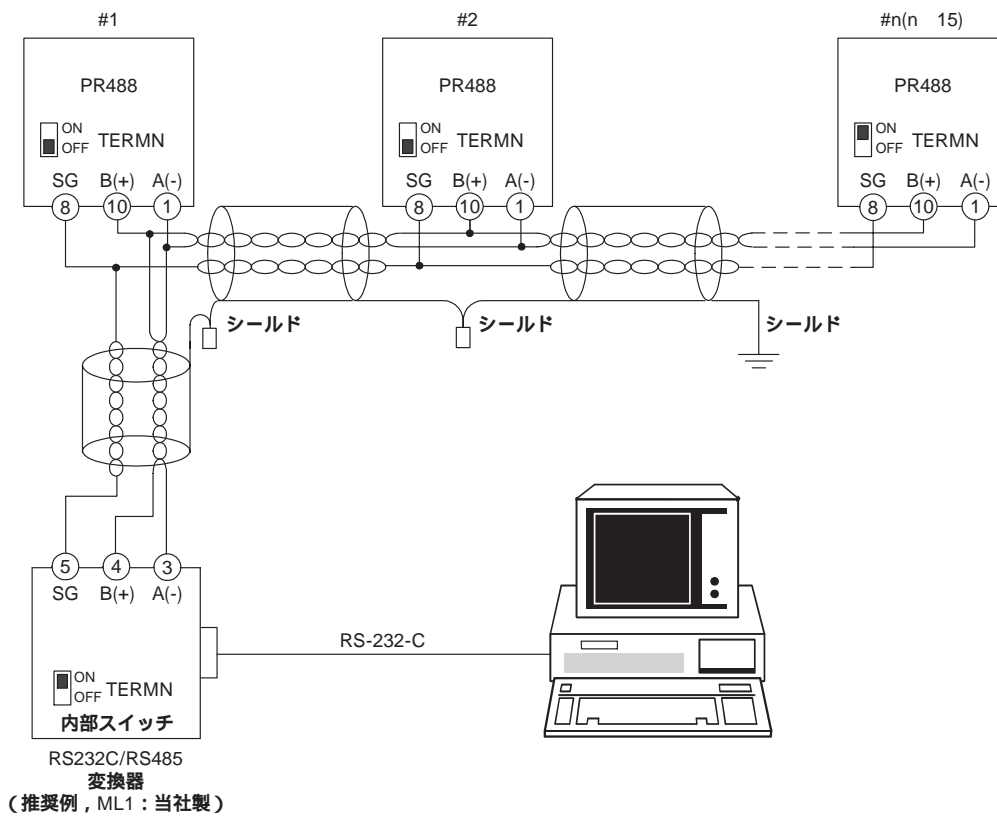 #1
#2
#n(n 15)
PR488
PR488
PR488
ON
OFF
TERMN
ON
OFF
TERMN
ON
OFF
TERMN
SG B(+) A(-)
SG B(+) A(-)
SG B(+) A(-)
8 10 1
8 10 1
8 10 1
シールド
シールド
シールド
5 4 3
SG B(+) A(-)
RS-232-C
ON
OFF
TERMN
内部スイッチ
RS232C/RS485
変換器
(推奨例,ML1:当社製)